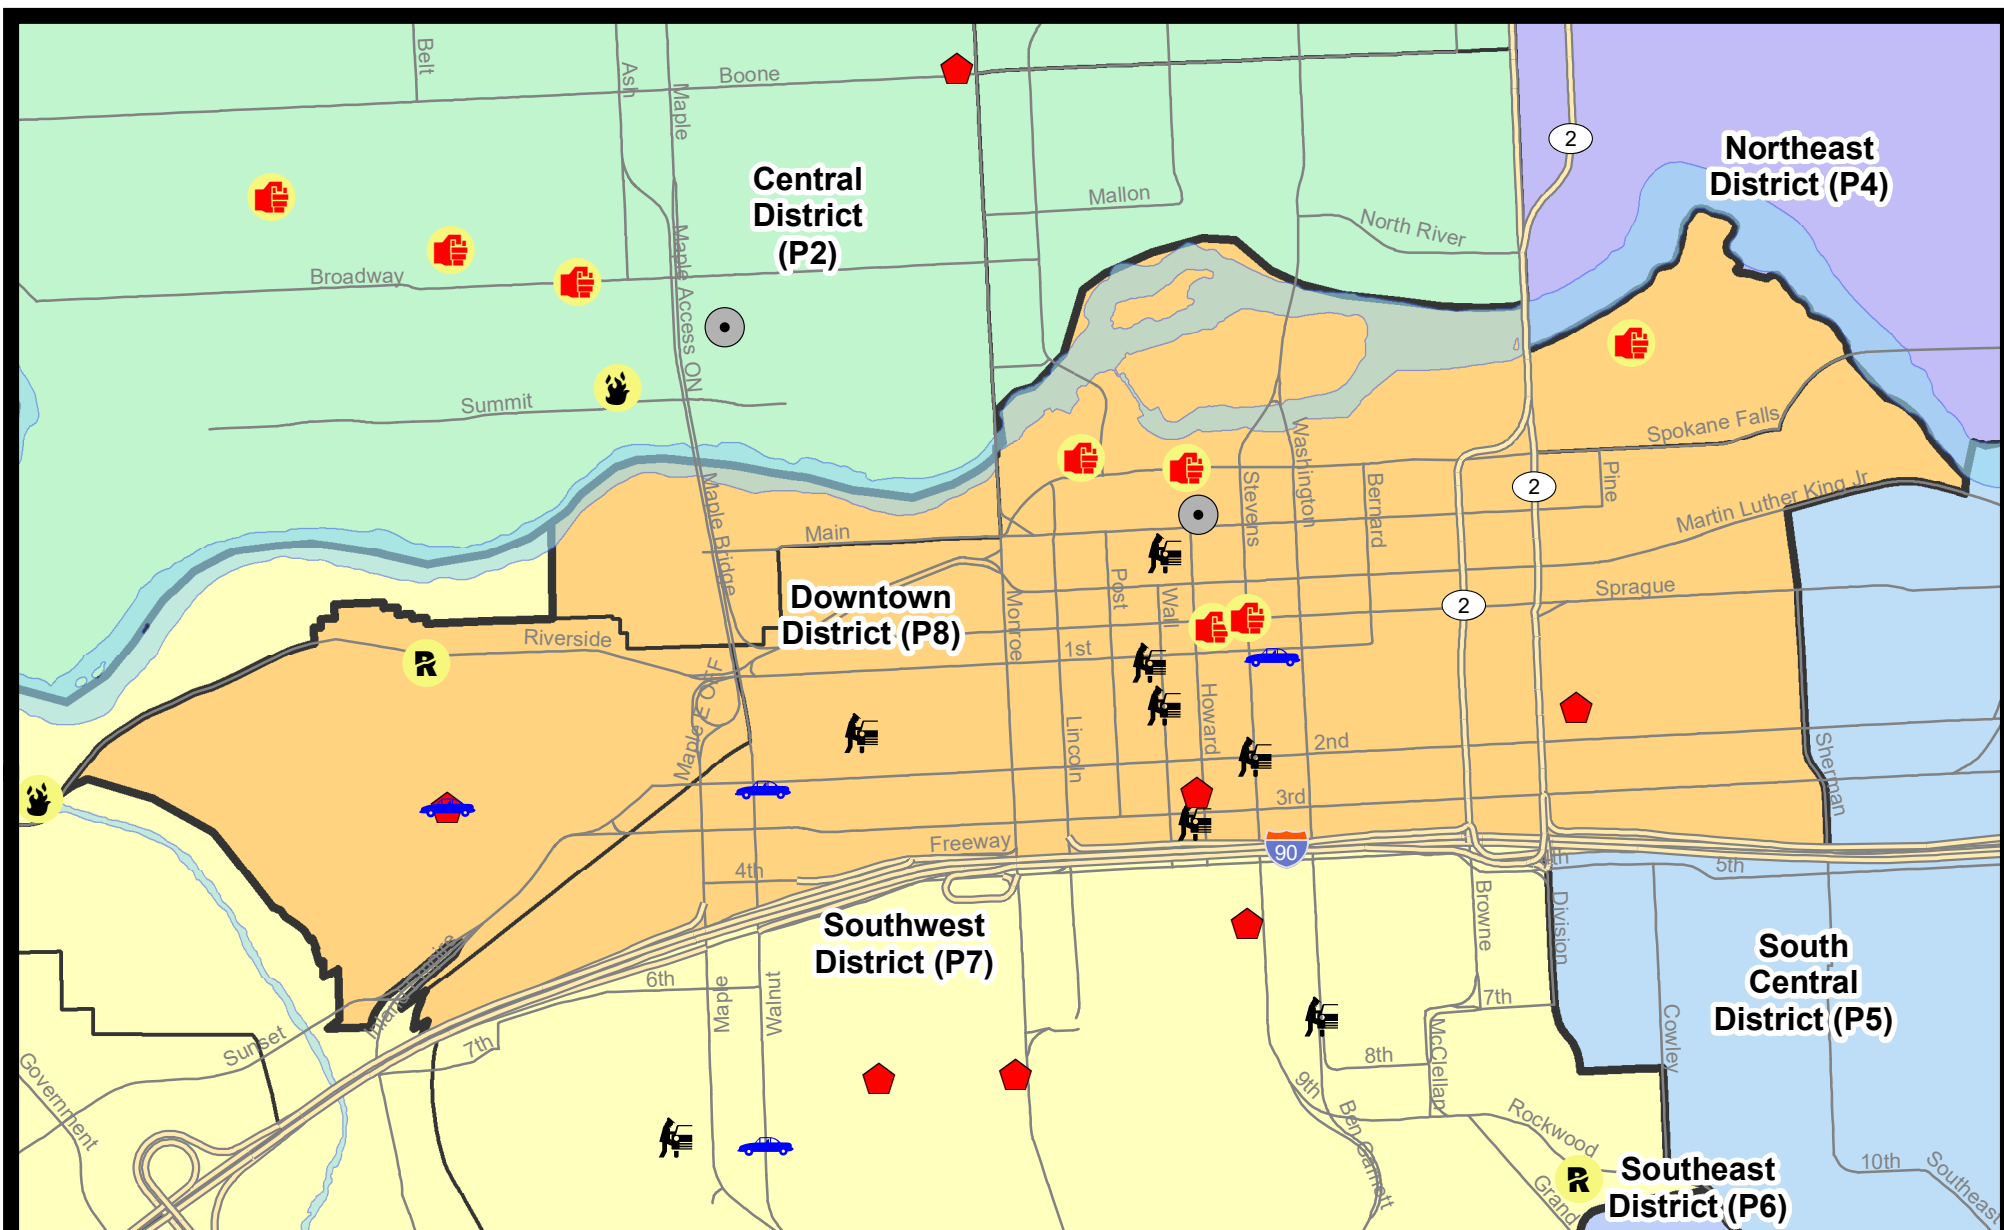 Belt
Ash
Maple
Boone
2
Northeast
District (P4)
Central
District
(P2)
Mallon
North River
Broadway
Maple Access ON
Summit
Spokane Falls
Washington
Stevens
Bernard
Pine
2
Martin Luther King Jr
Main
Maple Bridge
Post
Wall
Monroe
Downtown
District (P8)
Sprague
2
Riverside
1st
Maple E OFF
Howard
Lincoln
2nd
Sherman
3rd
Freeway
90
4th
4th
5th
Southwest
District (P7)
Browne
Division
South
Central
District (P5)
6th
Maple
Walnut
7th
Sunset
7th
McClellan
Cowley
8th
Government
9th
Ben Garnett
Rockwood
10th
Southeast
Southeast
District (P6)
Grand